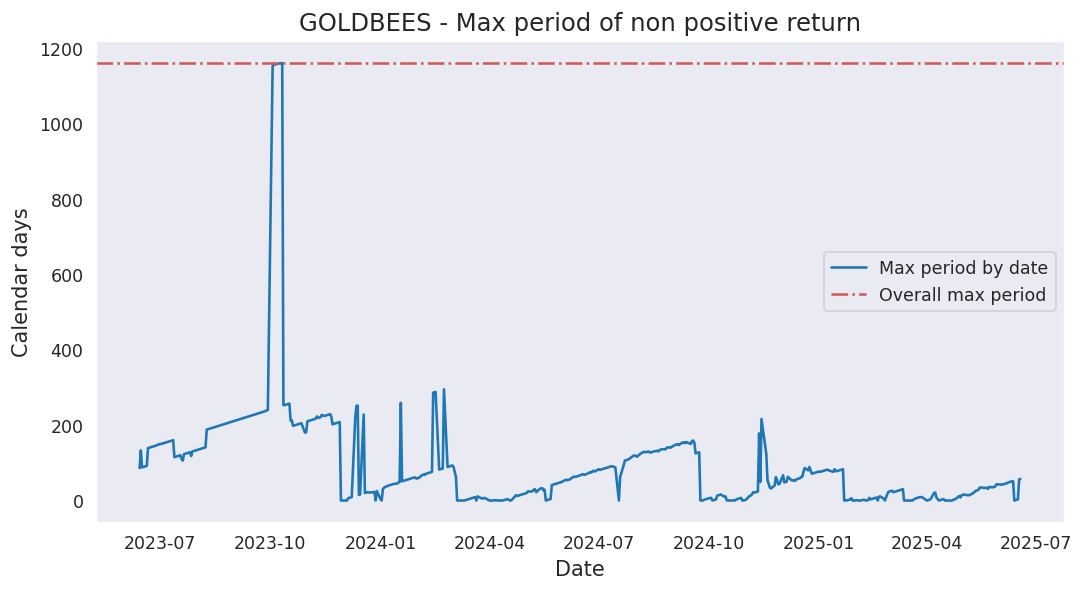 GOLDBEES - Max period of non positive return
Calendar days
1200
1000
800
600
400
200
0
Max period by date
Overall max period
2023-07 2023-10 2024-01 2024-04 2024-07 2024-10 2025-01 2025-04 2025-07
Date